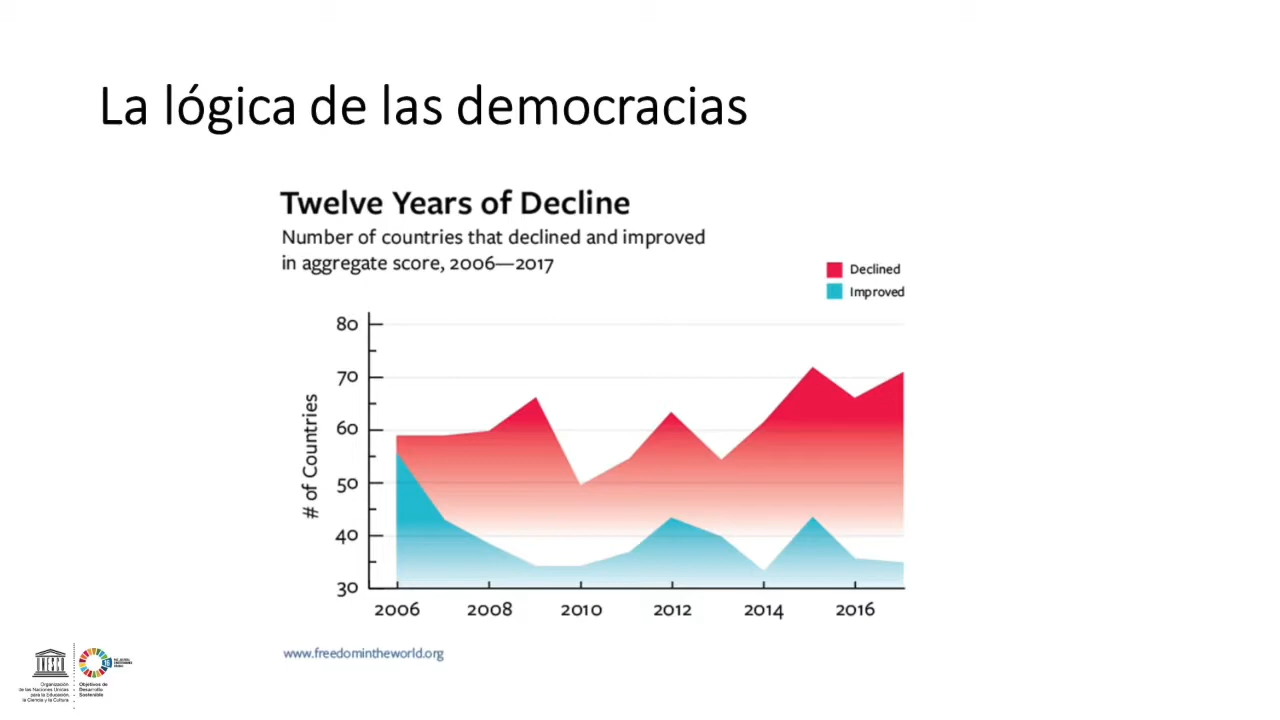 La lógica de las democracias
Twelve Years of Decline
Number of countries that declined and improved
in aggregate score, 2006—2017
Declined
Improved
80
70
60
50
40
30
# of Countries
2006 2008 2010 2012 2014 2016
www.freedomintheworld.org
Organización
de las Naciones Unidas
para la Educación,
la Ciencia y la Cultura
Objetivos de
Desarrollo
Sostenible